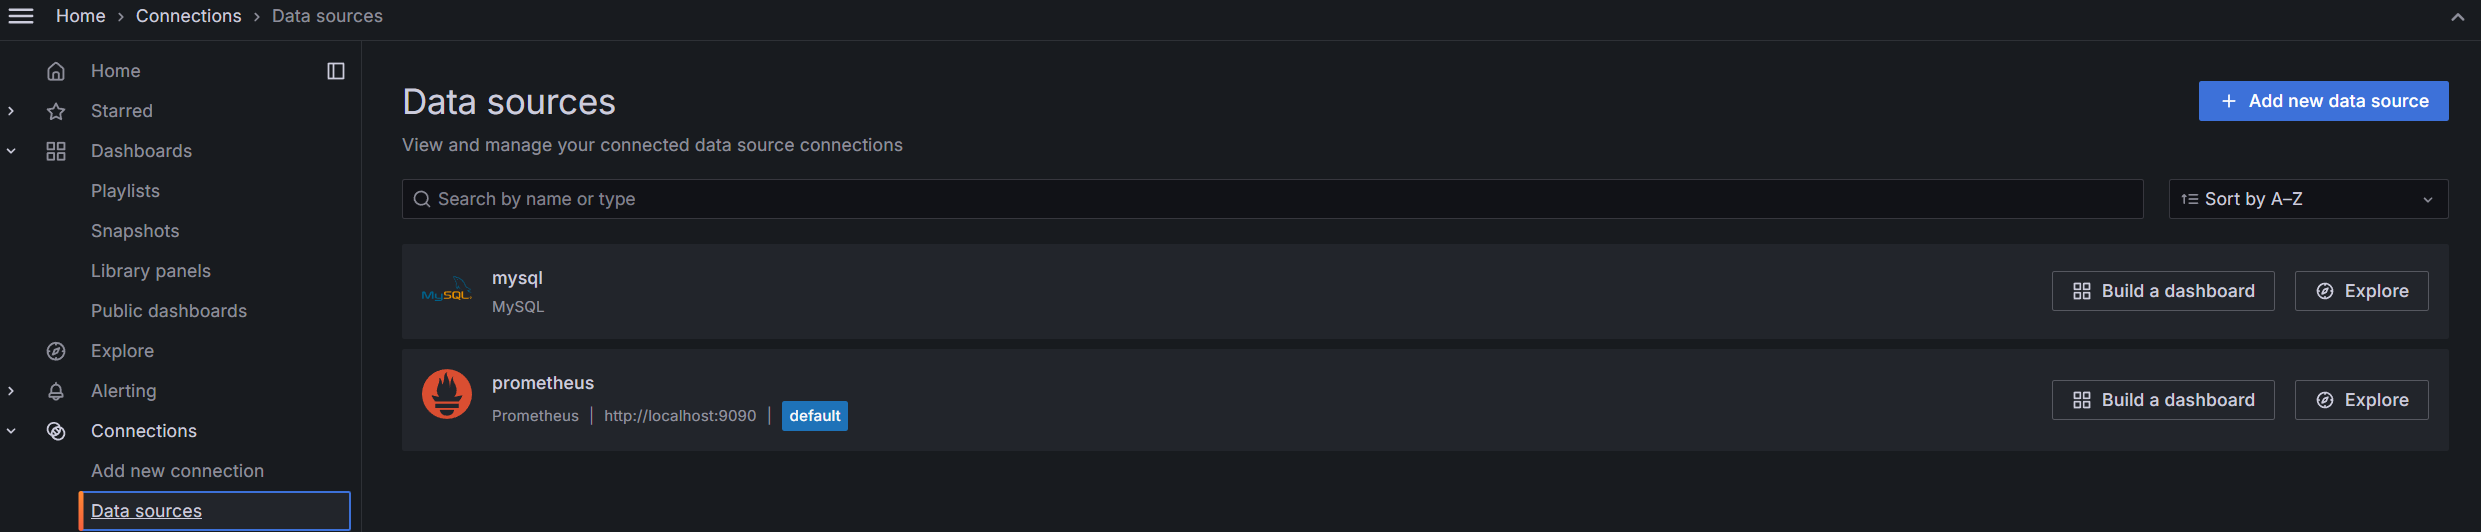 Home > Connections > Data sources
Home
Starred
Dashboards
Playlists
Snapshots
Library panels
Public dashboards
Explore
Alerting
Connections
Add new connection
Data sources
Data sources
Add new data source
View and manage your connected data source connections
Search by name or type
Sort by A–Z
MySQL
mysql
MySQL
Build a dashboard
Explore
prometheus
Prometheus | http://localhost:9090 | default
Build a dashboard
Explore